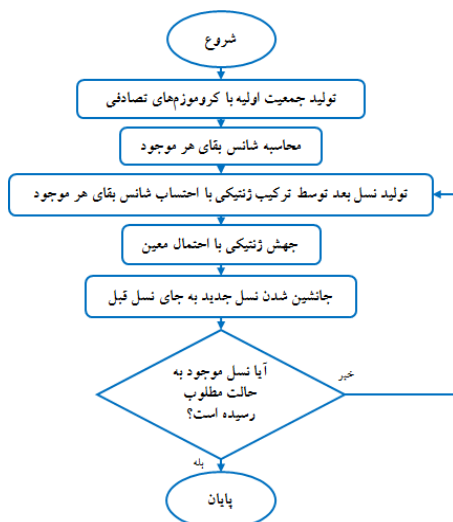 شروع
تولید جمعیت اولیه با کروموزم‌های تصادفی
محاسبه شانس بقای هر موجود
تولید نسل بعد توسط ترکیب ژنتیکی با احتساب شانس بقای هر موجود
جهش ژنتیکی با احتمال معین
جانشین شدن نسل جدید به جای نسل قبل
آیا نسل موجود به
حالت مطلوب
رسیده است؟
خیر
بله
پایان